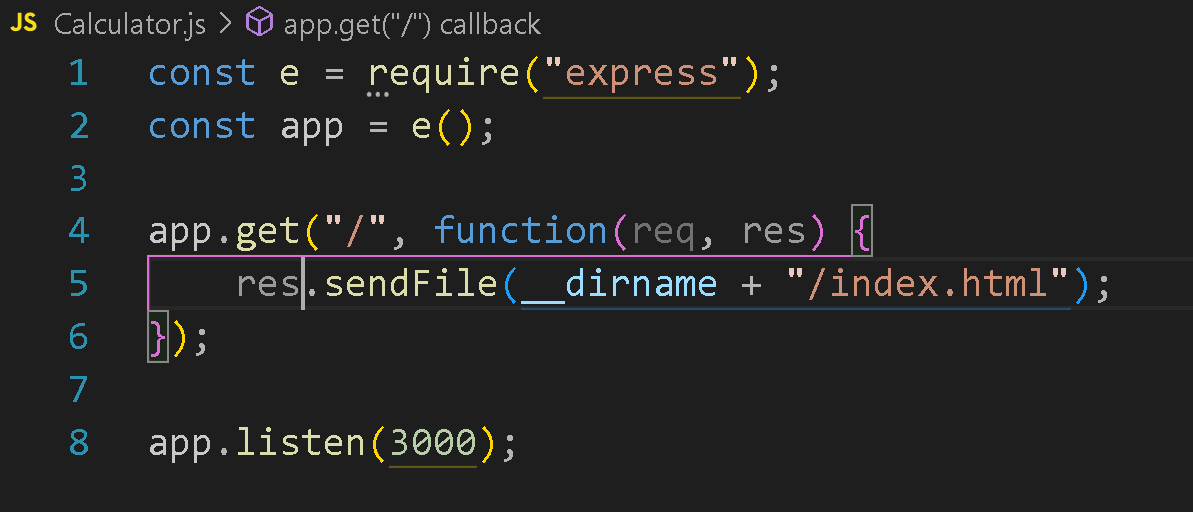 JS Calculator.js > app.get("/") callback
1 const e = require("express");
2 const app = e();
3
4 app.get("/", function(req, res) {
5 res.sendFile(__dirname + "/index.html");
6 });
7
8 app.listen(3000);